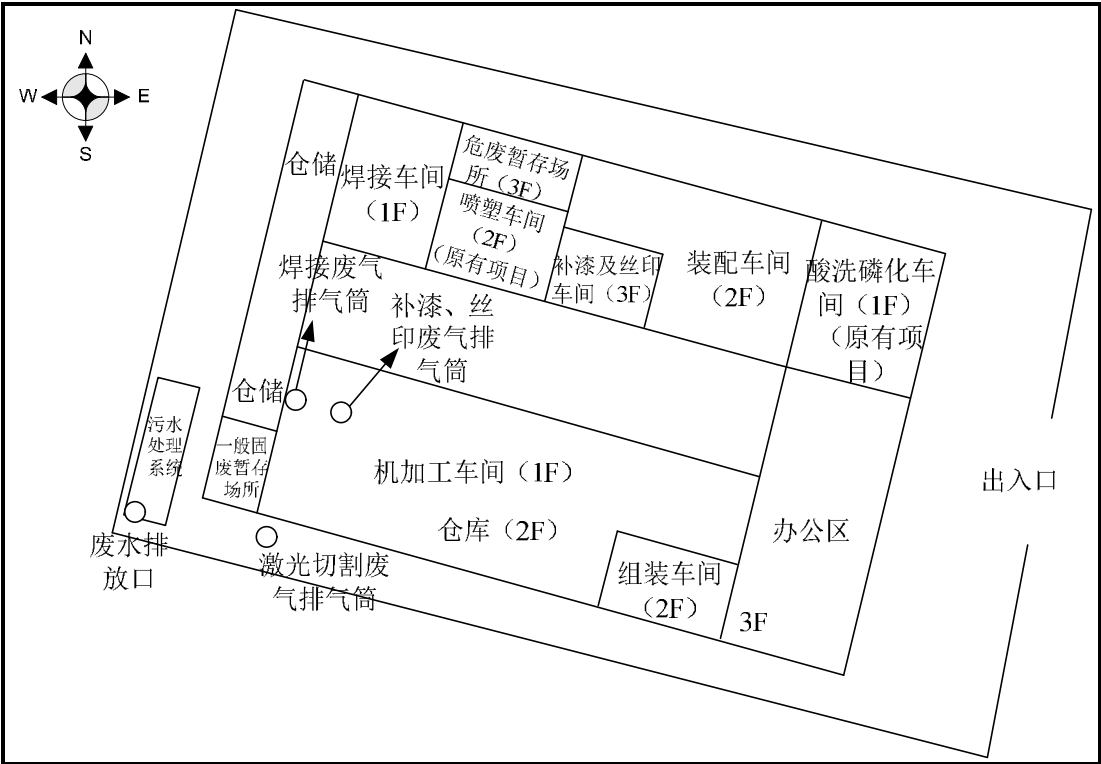 N
W
E
S
仓储
焊接车间
（1F）
危废暂存场
所（3F）
喷塑车间
（2F）
（原有项目）
补漆及丝印
车间（3F）
装配车间
（2F）
酸洗磷化车
间（1F）
（原有项
目）
焊接废气
排气筒
补漆、丝
印废气排
气筒
仓储
污水
处理
系统
一般固
废暂存
场所
机加工车间（1F）
仓库（2F）
办公区
出入口
废水排
放口
激光切割废
气排气筒
组装车间
（2F）
3F